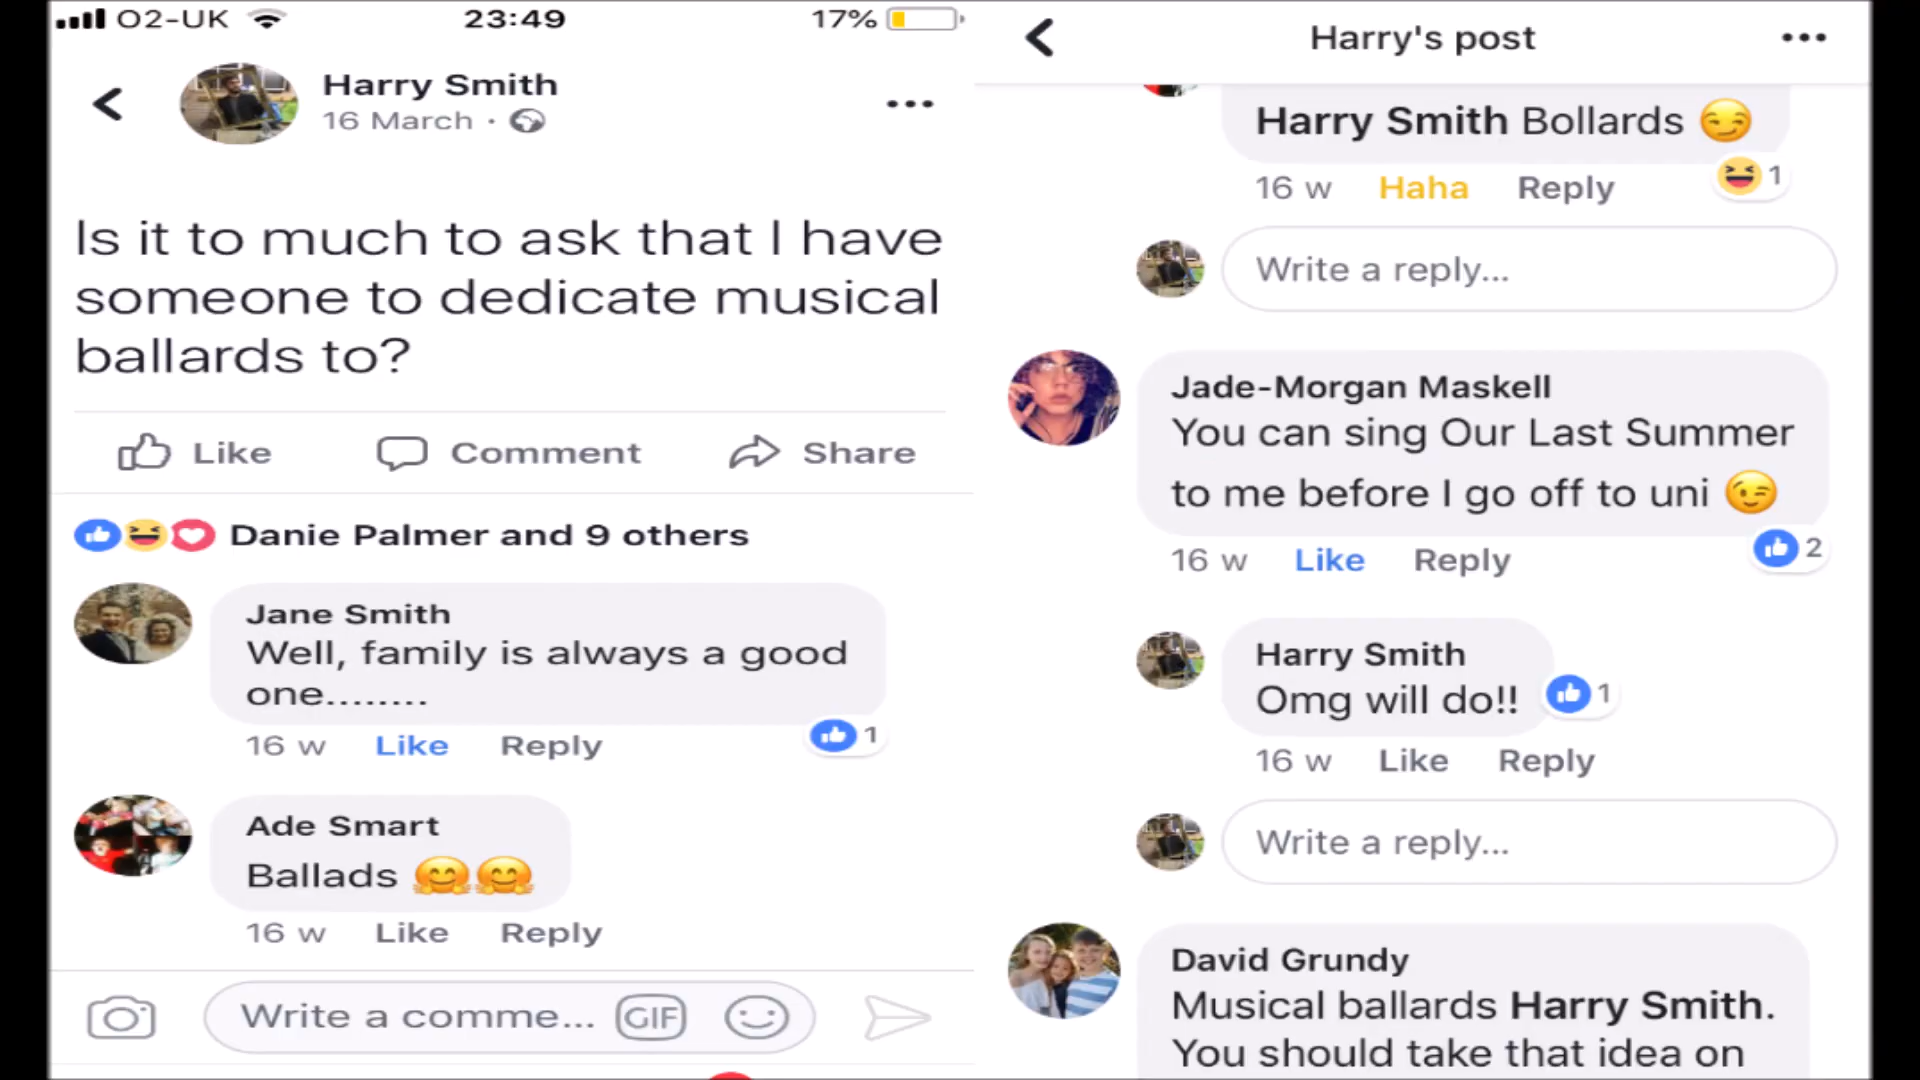 O2-UK 23:49 17%
Harry Smith
16 March ·
Is it to much to ask that I have
someone to dedicate musical
ballards to?
Like Comment Share
Danie Palmer and 9 others
Jane Smith
Well, family is always a good
one........
16 w Like Reply 1
Ade Smart
Ballads
16 w Like Reply
Write a comme... GIF
Harry's post
Harry Smith Bollards
16 w Haha Reply 1
Write a reply...
Jade-Morgan Maskell
You can sing Our Last Summer
to me before I go off to uni
16 w Like Reply 2
Harry Smith
Omg will do!! 1
16 w Like Reply
Write a reply...
David Grundy
Musical ballards Harry Smith.
You should take that idea on